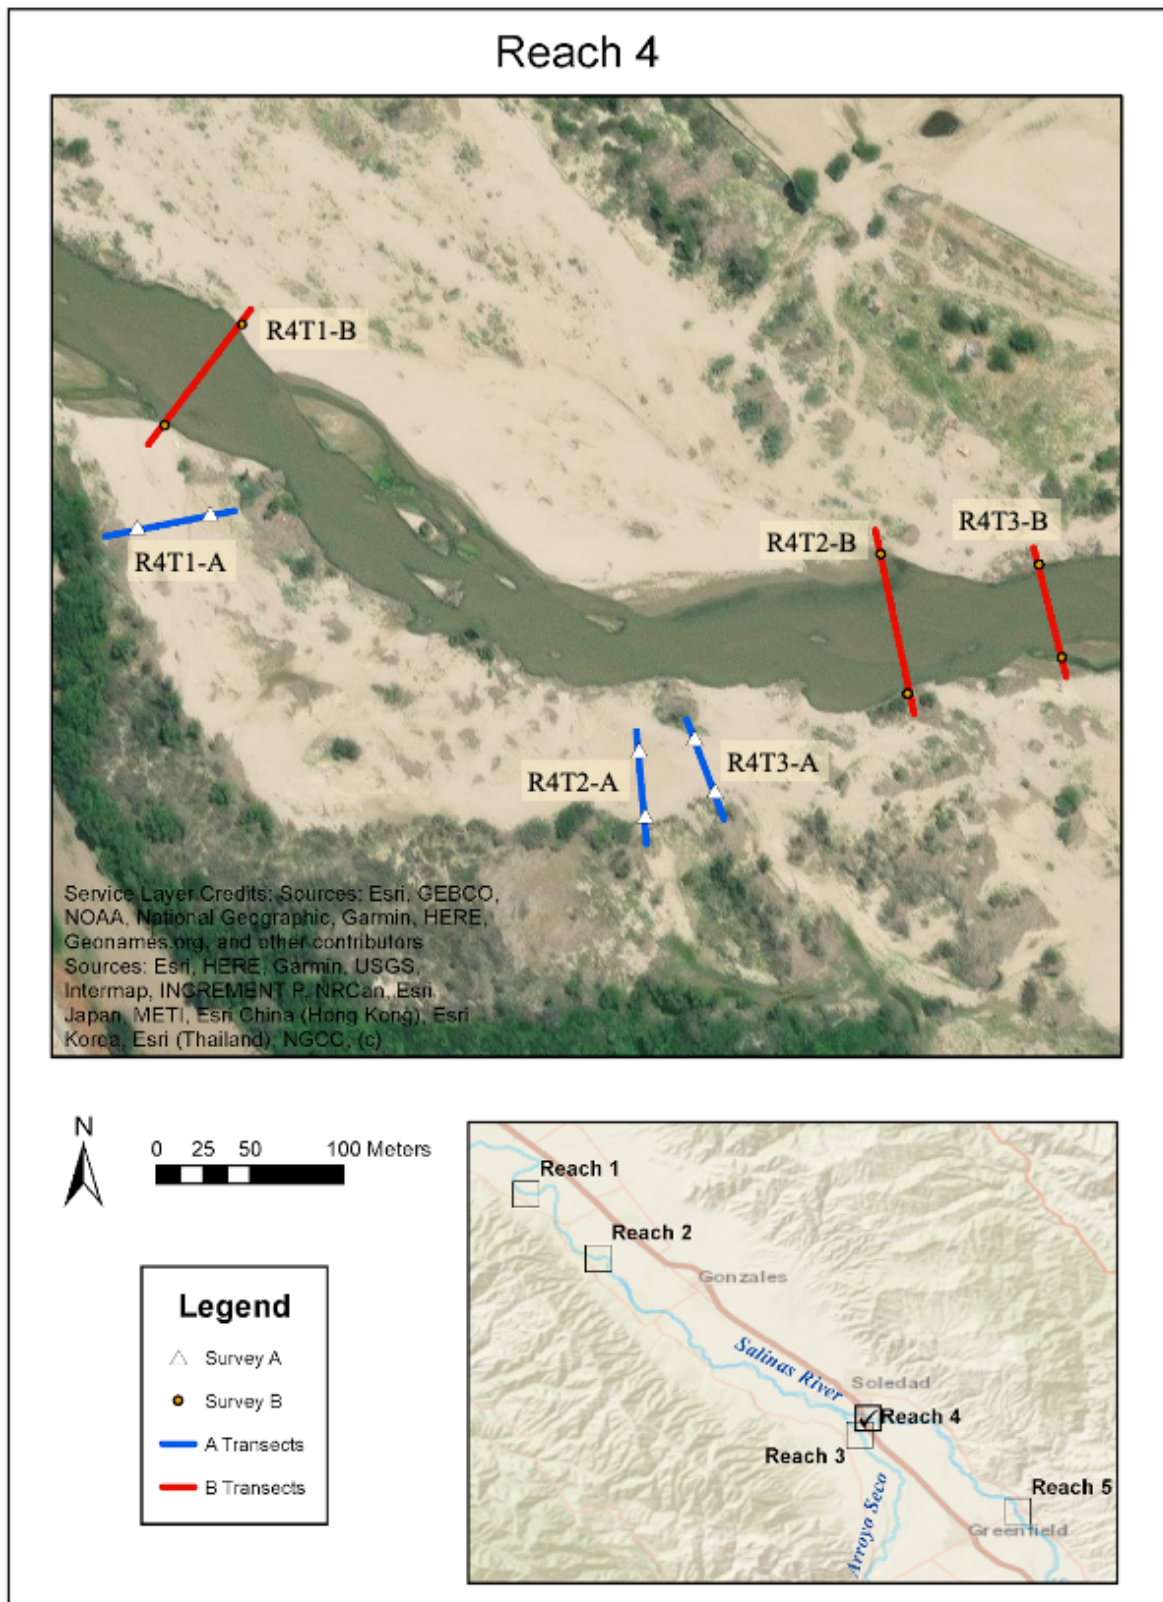 Reach 4
R4T1-B
R4T1-A
R4T2-B
R4T3-B
R4T2-A
R4T3-A
Service Layer Credits: Sources: Esri, GEBCO,
NOAA, National Geographic, Garmin, HERE,
Geonames.org, and other contributors
Sources: Esri, HERE, Garmin, USGS,
Intermap, INCREMENT P, NRCan, Esri
Japan, METI, Esri China (Hong Kong), Esri
Korea, Esri (Thailand), NGCC, (c)
N
0 25 50 100 Meters
Legend
Survey A
Survey B
A Transects
B Transects
Reach 1
Reach 2
Gonzales
Salinas River
Soledad
Reach 4
Reach 3
Arroyo Seco
Reach 5
Greenfield